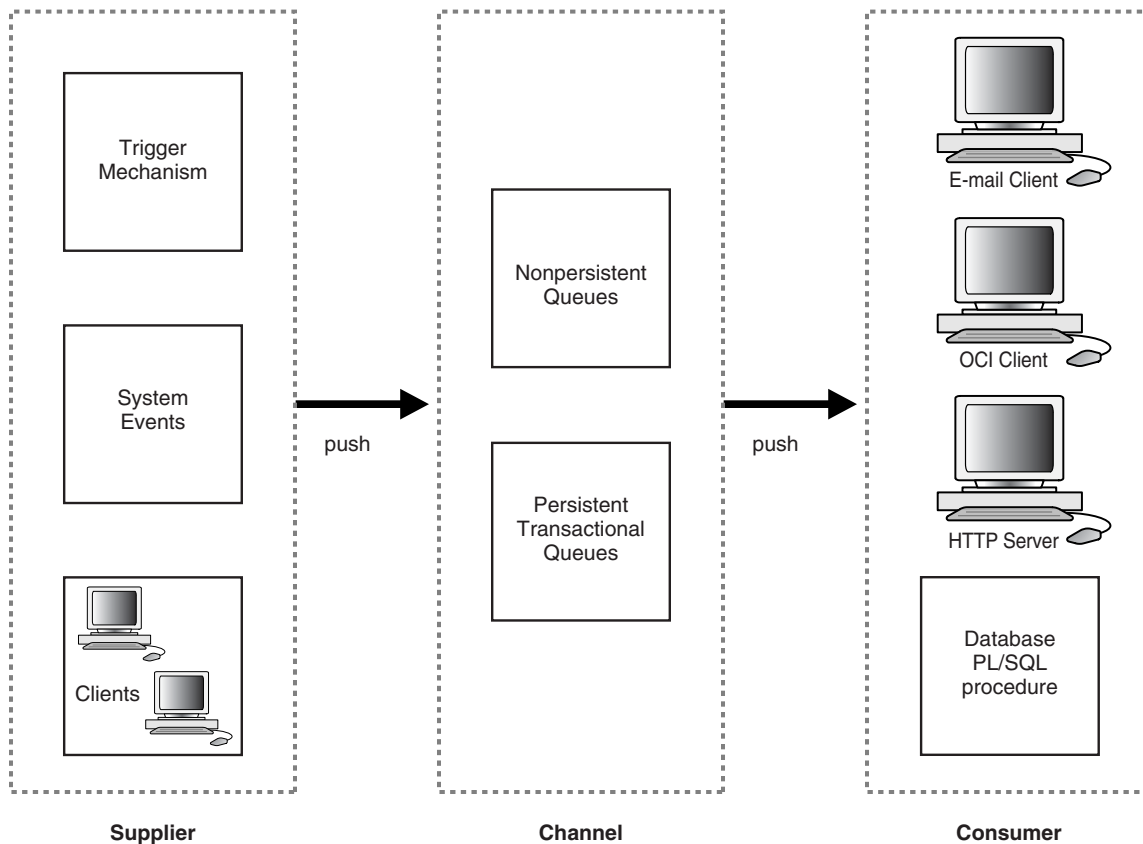 Trigger
Mechanism
System
Events
Clients
push
Nonpersistent
Queues
Persistent
Transactional
Queues
push
E-mail Client
OCI Client
HTTP Server
Database
PL/SQL
procedure
Supplier
Channel
Consumer